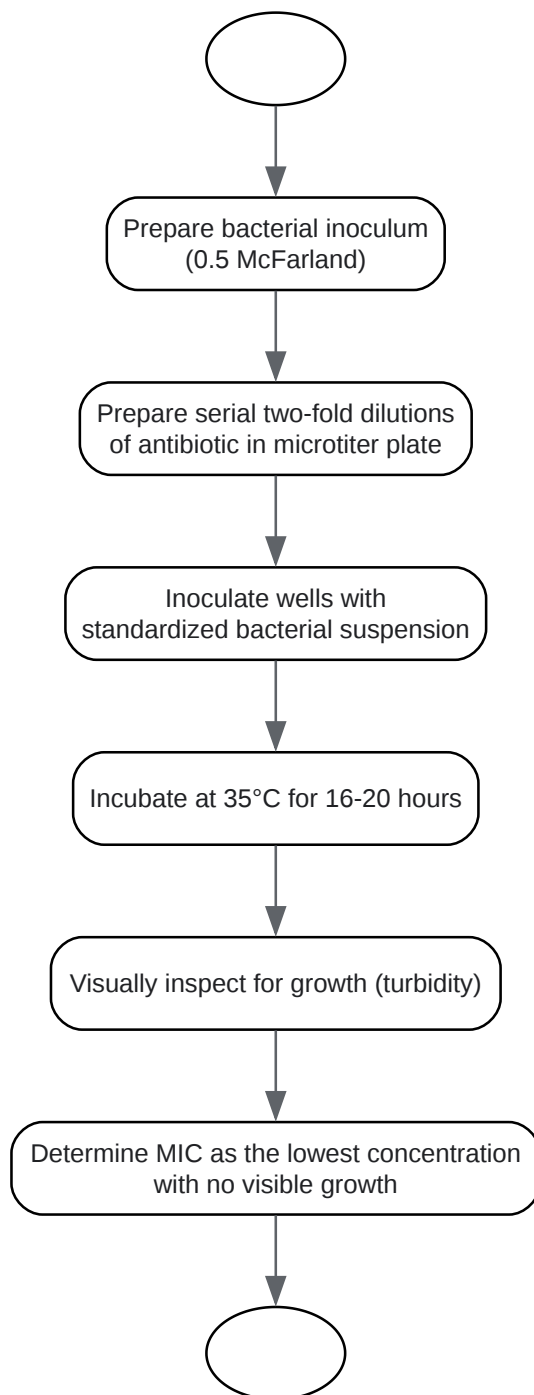 Prepare bacterial inoculum
(0.5 McFarland)
Prepare serial two-fold dilutions
of antibiotic in microtiter plate
Inoculate wells with
standardized bacterial suspension
Incubate at 35°C for 16-20 hours
Visually inspect for growth (turbidity)
Determine MIC as the lowest concentration
with no visible growth